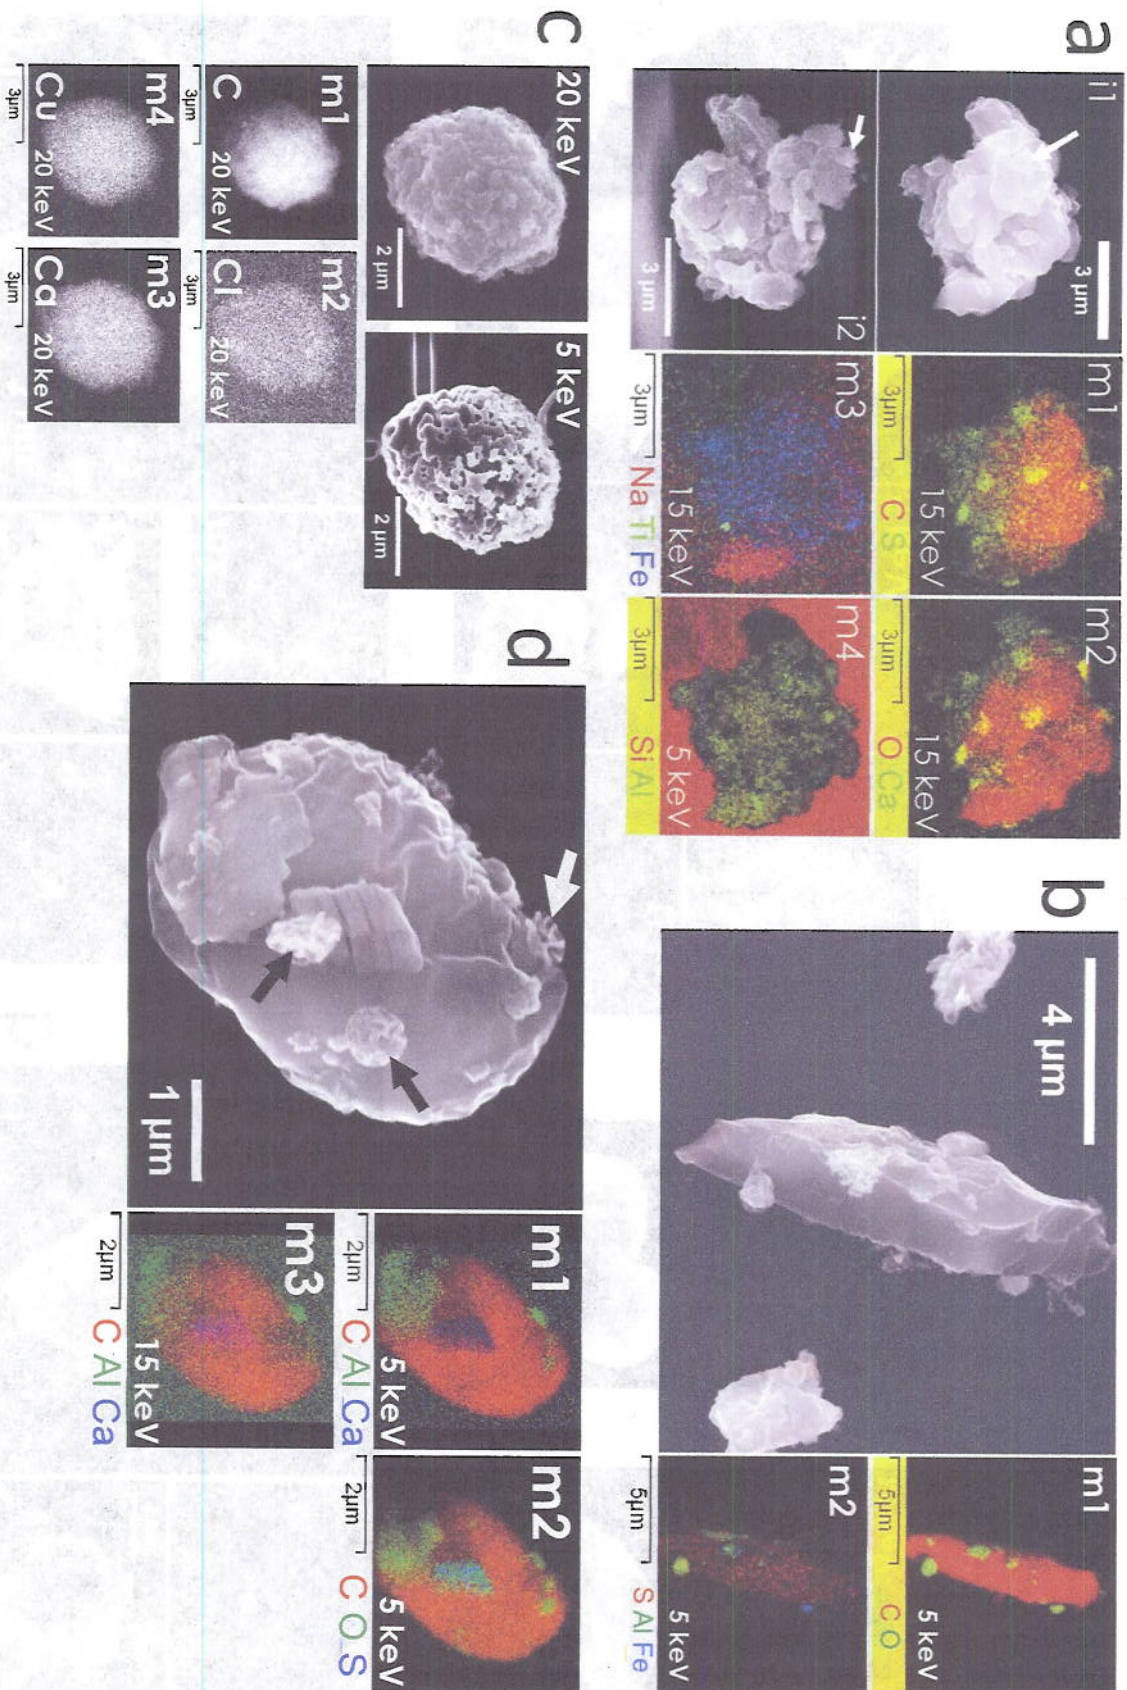 a
i1
3 μm
i2
3 μm
m1
15 keV
3μm
C S
m2
15 keV
3μm
O Ca
m3
15 keV
3μm
Na Ti Fe
m4
5 keV
3μm
Si Al
b
4 μm
m1
5 keV
5μm
C O
m2
5 keV
5μm
S Al Fe
c
20 keV
2 μm
5 keV
2 μm
m1
C
20 keV
3μm
m2
Cl
20 keV
3μm
m4
Cu
20 keV
3μm
m3
Ca
20 keV
3μm
d
1 μm
m1
5 keV
2μm
C Al Ca
m2
5 keV
2μm
C O S
m3
15 keV
2μm
C Al Ca